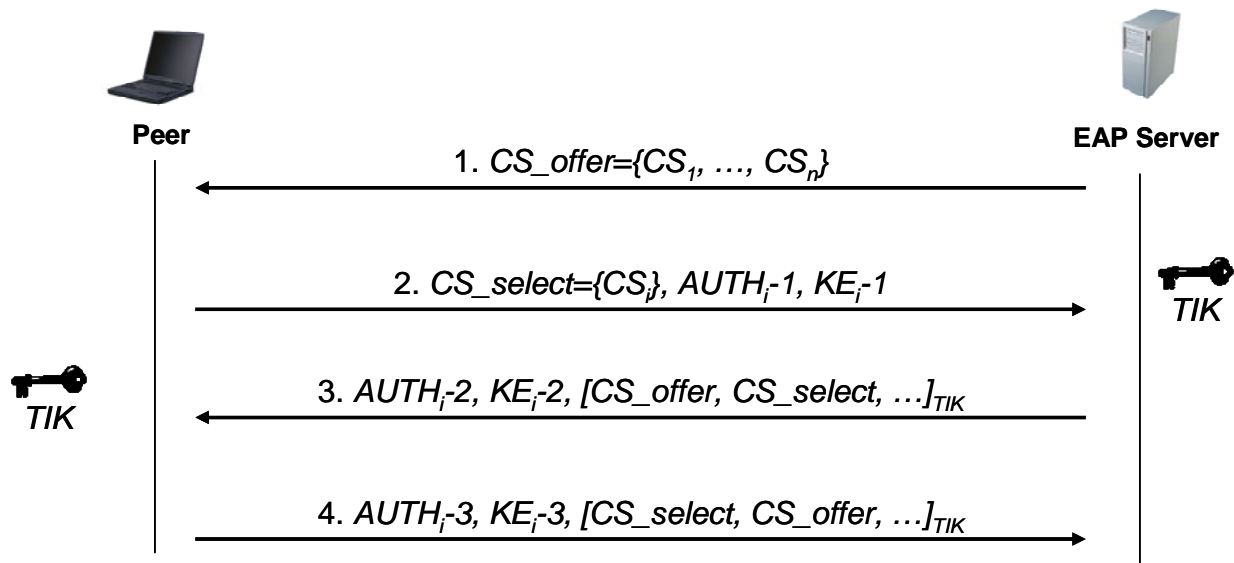 Peer
EAP Server
1. CS_offer={CS₁, …, CSₙ}
2. CS_select={CSᵢ}, AUTHᵢ-1, KEᵢ-1
TIK
3. AUTHᵢ-2, KEᵢ-2, [CS_offer, CS_select, …]TIK
TIK
4. AUTHᵢ-3, KEᵢ-3, [CS_select, CS_offer, …]TIK